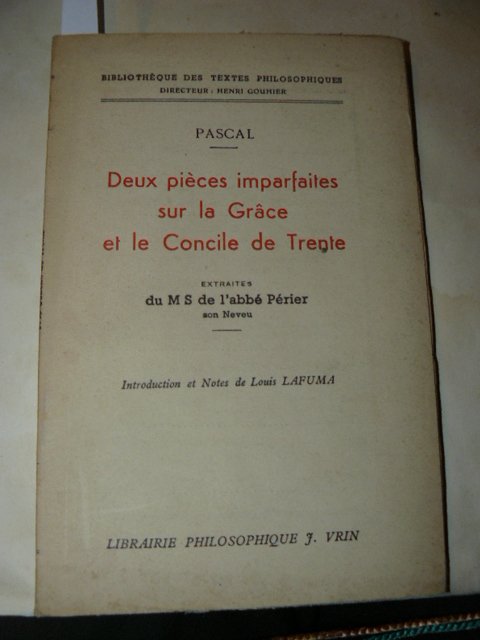 BIBLIOTHÈQUE DES TEXTES PHILOSOPHIQUES
DIRECTEUR : HENRI GOUHIER
PASCAL
Deux pièces imparfaites
sur la Grâce
et le Concile de Trente
EXTRAITES
du M S de l'abbé Périer
son Neveu
Introduction et Notes de Louis LAFUMA
LIBRAIRIE PHILOSOPHIQUE J. VRIN